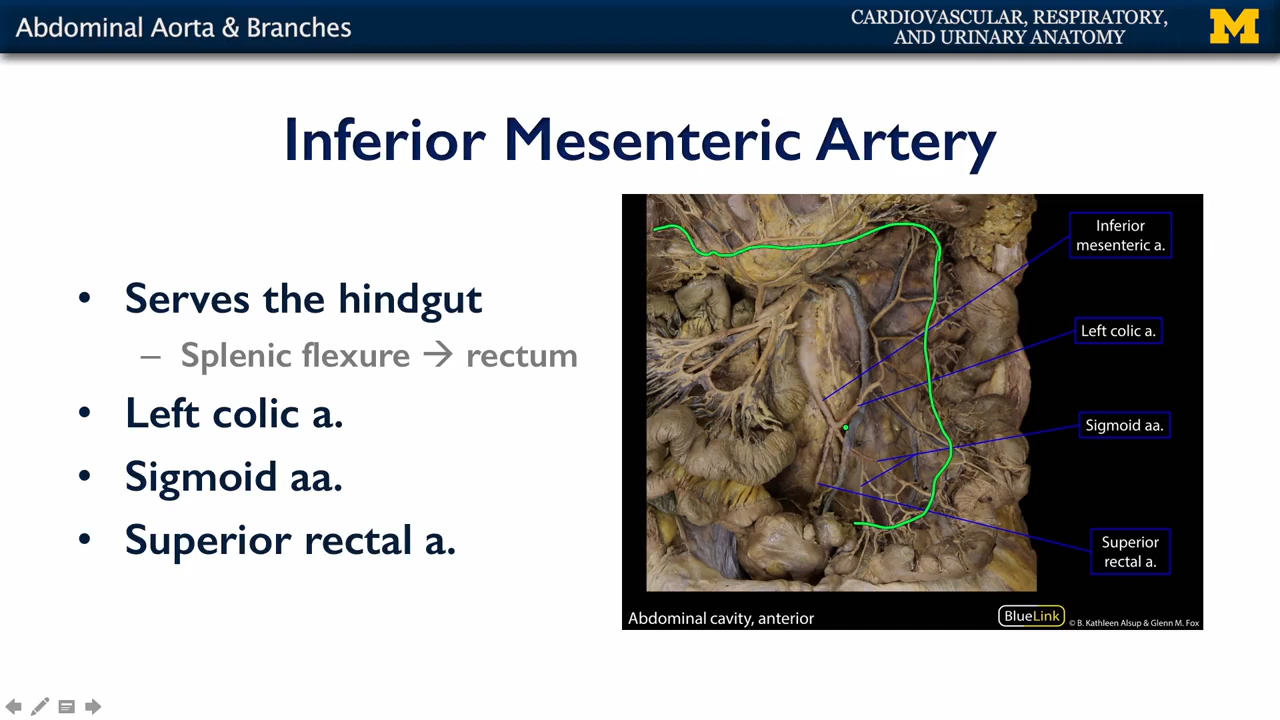 Abdominal Aorta & Branches
CARDIOVASCULAR, RESPIRATORY,
AND URINARY ANATOMY
M
Inferior Mesenteric Artery
• Serves the hindgut
– Splenic flexure → rectum
• Left colic a.
• Sigmoid aa.
• Superior rectal a.
Inferior
mesenteric a.
Left colic a.
Sigmoid aa.
Superior
rectal a.
Abdominal cavity, anterior
BlueLink
© B. Kathleen Alsup & Glenn M. Fox